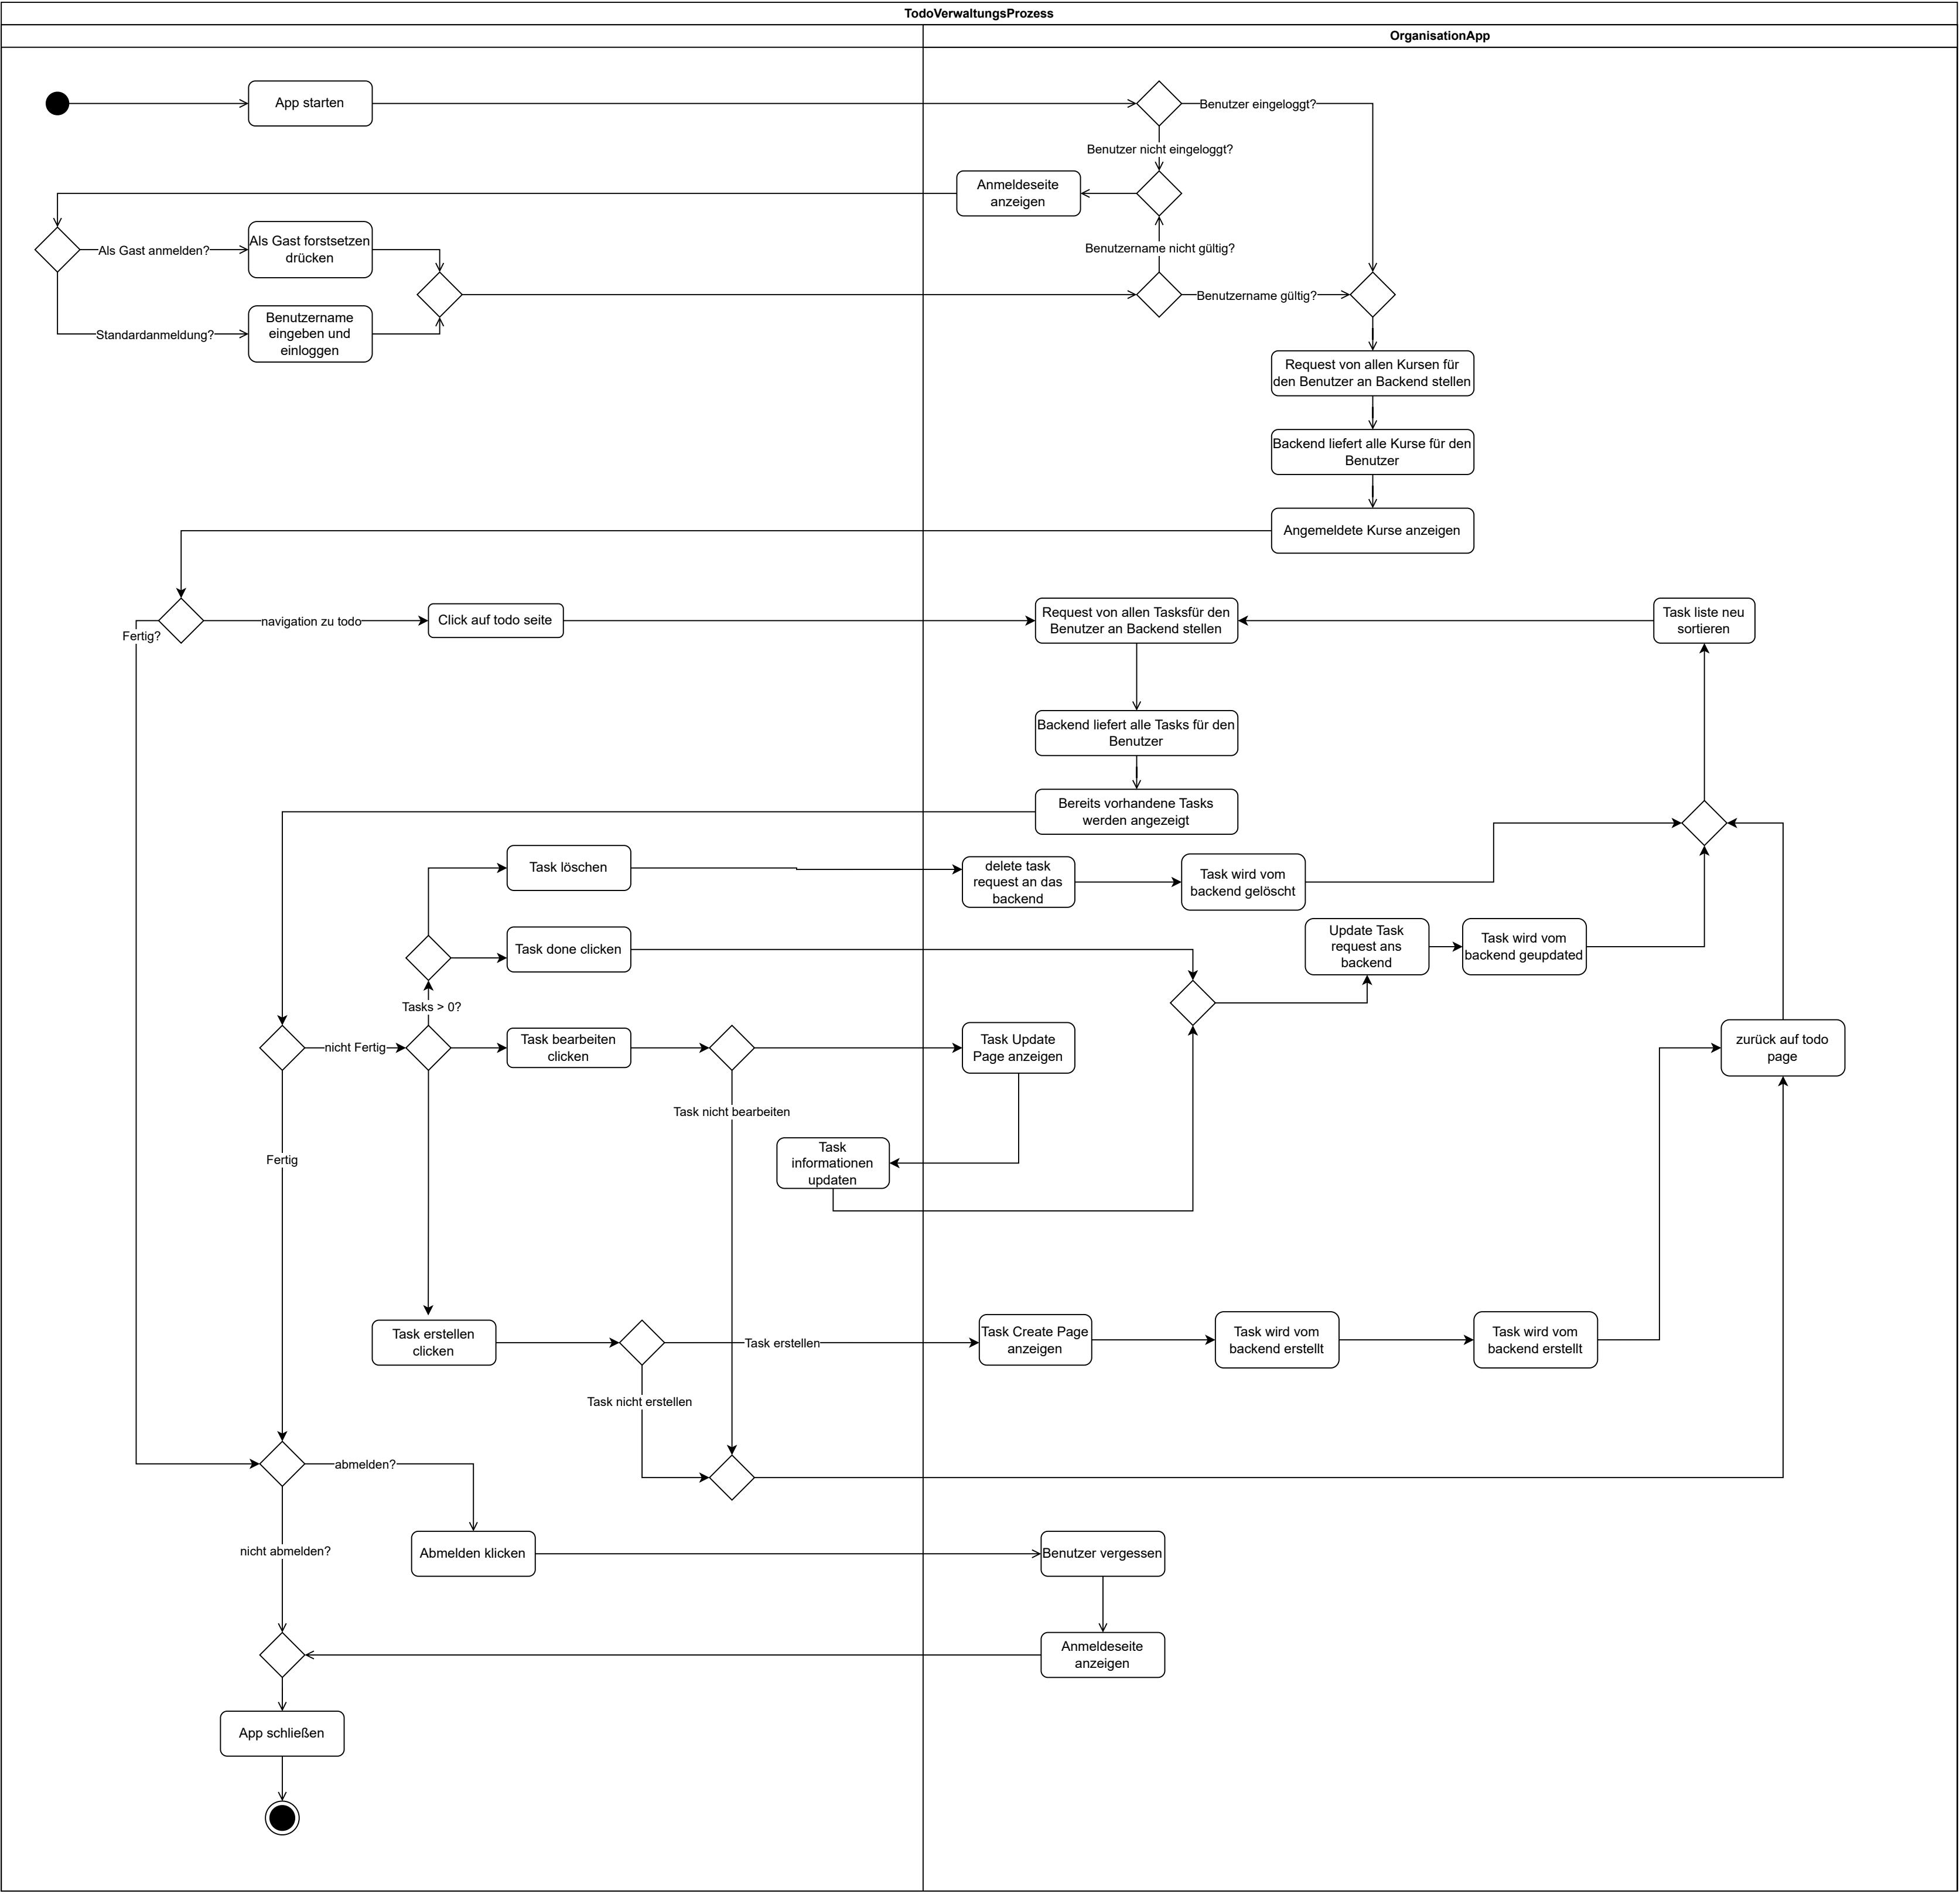 TodoVerwaltungsProzess
OrganisationApp
App starten
Benutzer eingeloggt?
Benutzer nicht eingeloggt?
Anmeldeseite
anzeigen
Als Gast anmelden?
Als Gast forstsetzen
drücken
Benutzername nicht gültig?
Benutzername gültig?
Standardanmeldung?
Benutzername
eingeben und
einloggen
Request von allen Kursen für
den Benutzer an Backend stellen
Backend liefert alle Kurse für den
Benutzer
Angemeldete Kurse anzeigen
Fertig?
navigation zu todo
Click auf todo seite
Request von allen Tasksfür den
Benutzer an Backend stellen
Task liste neu
sortieren
Backend liefert alle Tasks für den
Benutzer
Bereits vorhandene Tasks
werden angezeigt
Task löschen
delete task
request an das
backend
Task wird vom
backend gelöscht
Task done clicken
Update Task
request ans
backend
Task wird vom
backend geupdated
Tasks > 0?
nicht Fertig
Task bearbeiten
clicken
Task Update
Page anzeigen
zurück auf todo
page
Task nicht bearbeiten
Fertig
Task
informationen
updaten
Task erstellen
clicken
Task erstellen
Task Create Page
anzeigen
Task wird vom
backend erstellt
Task wird vom
backend erstellt
Task nicht erstellen
abmelden?
nicht abmelden?
Abmelden klicken
Benutzer vergessen
Anmeldeseite
anzeigen
App schließen